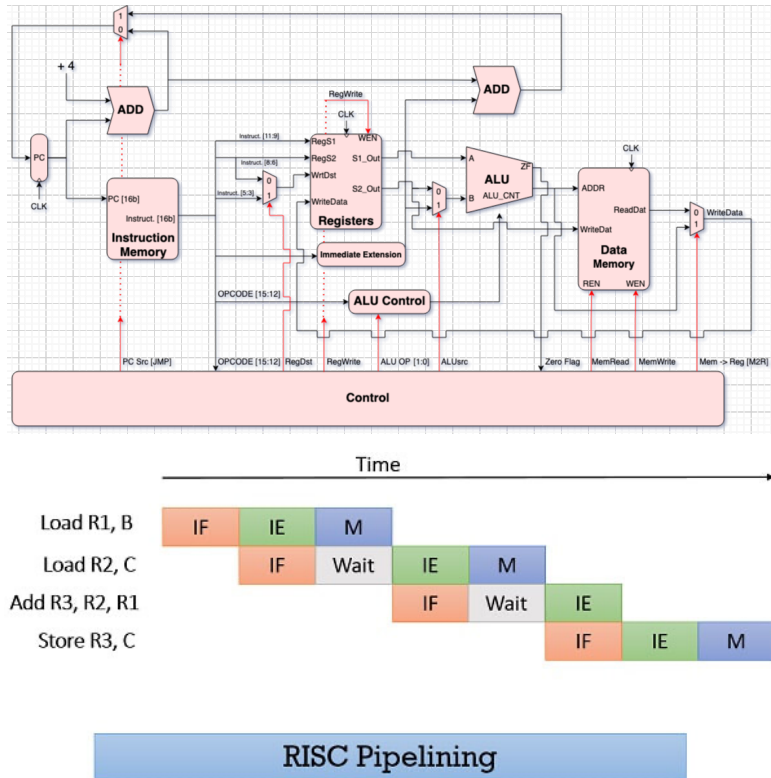 1
0
+ 4
ADD
ADD
RegWrite
CLK
Instruct. [11:9]
RegS1
WEN
CLK
PC
RegS2
S1_Out
A
ZF
Instruct. [8:6]
0
WrtDst
ALU
CLK
PC [16b]
Instruct. [5:3]
1
S2_Out
0
ALU_CNT
ADDR
WriteData
1
B
ReadDat
0
WriteData
Instruct. [16b]
Registers
WriteDat
1
Instruction
Memory
Immediate Extension
Data
Memory
REN
WEN
OPCODE [15:12]
ALU Control
PC Src [JMP]
OPCODE [15:12]
RegDst
RegWrite
ALU OP [1:0]
ALUsrc
Zero Flag
MemRead
MemWrite
Mem -> Reg [M2R]
Control
Time
Load R1, B
IF
IE
M
Load R2, C
IF
Wait
IE
M
Add R3, R2, R1
IF
Wait
IE
Store R3, C
IF
IE
M
RISC Pipelining